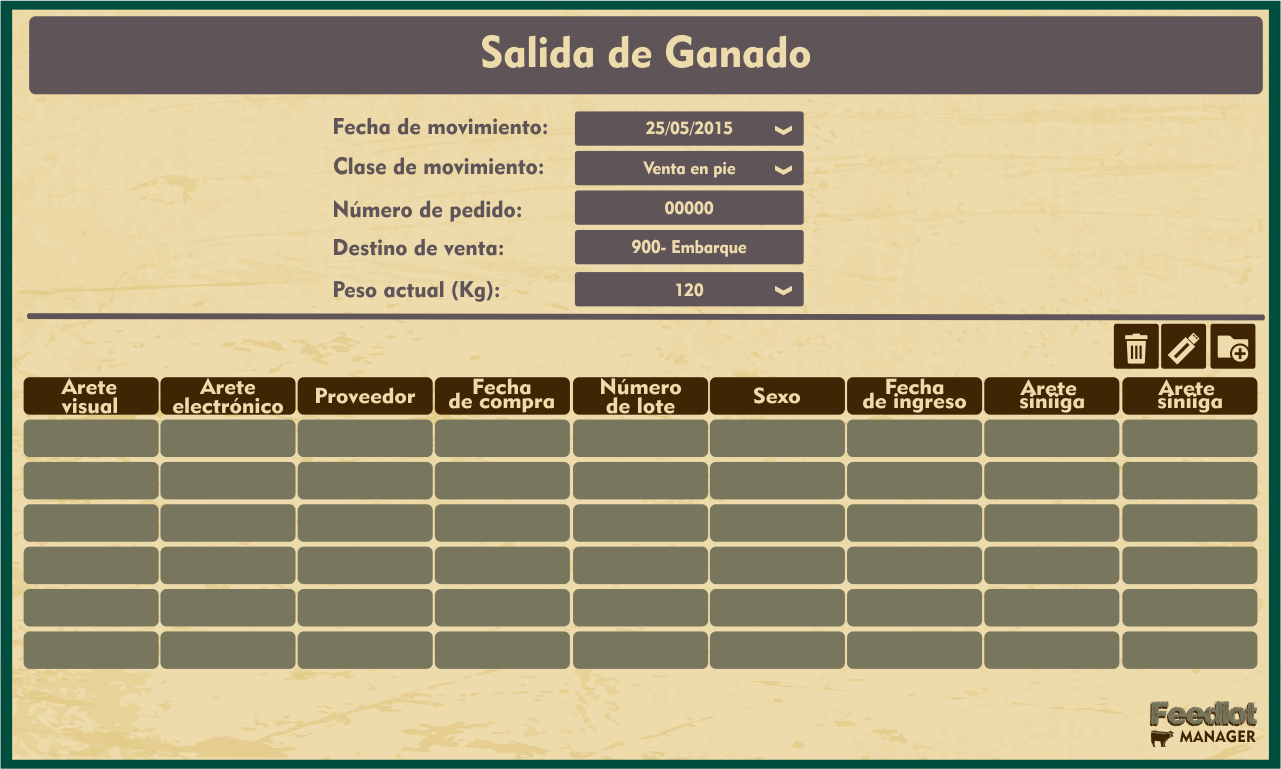 Salida de Ganado
Fecha de movimiento: 25/05/2015
Clase de movimiento: Venta en pie
Número de pedido: 00000
Destino de venta: 900- Embarque
Peso actual (Kg): 120
Arete visual
Arete electrónico
Proveedor
Fecha de compra
Número de lote
Sexo
Fecha de ingreso
Arete siniiga
Arete siniiga
Feedlot
MANAGER